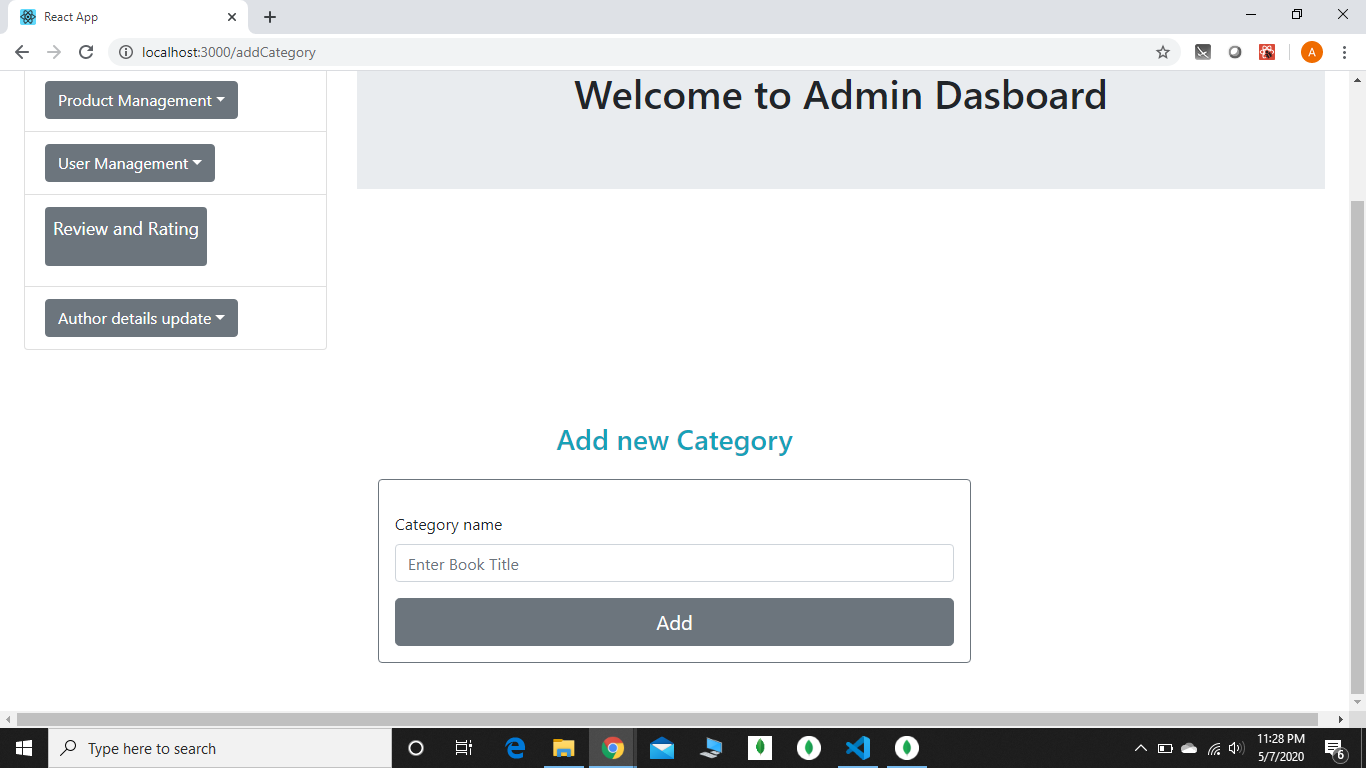 React App
localhost:3000/addCategory
A
Product Management
Welcome to Admin Dasboard
User Management
Review and Rating
Author details update
Add new Category
Category name
Enter Book Title
Add
Type here to search
11:28 PM
5/7/2020
6